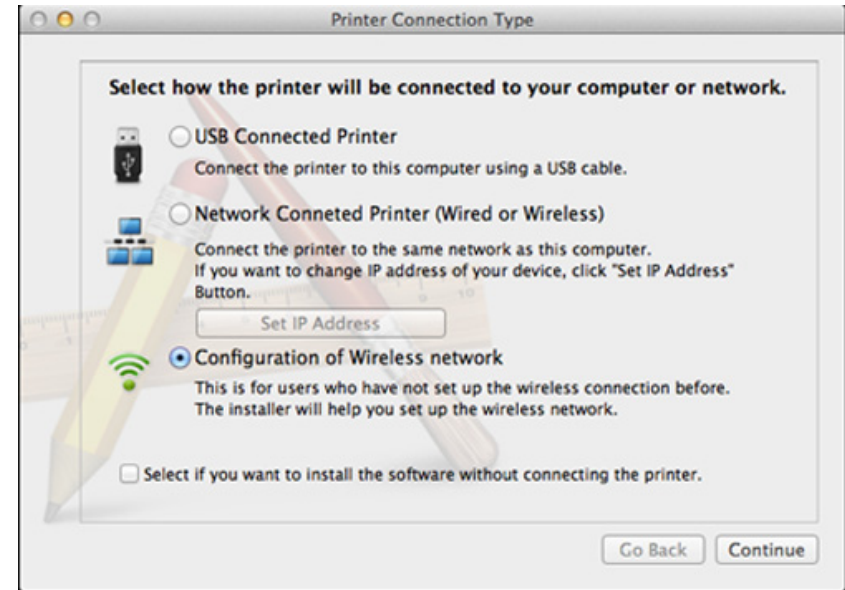 Printer Connection Type
Select how the printer will be connected to your computer or network.
USB Connected Printer
Connect the printer to this computer using a USB cable.
Network Conneted Printer (Wired or Wireless)
Connect the printer to the same network as this computer.
If you want to change IP address of your device, click "Set IP Address"
Button.
Set IP Address
Configuration of Wireless network
This is for users who have not set up the wireless connection before.
The installer will help you set up the wireless network.
Select if you want to install the software without connecting the printer.
Go Back Continue